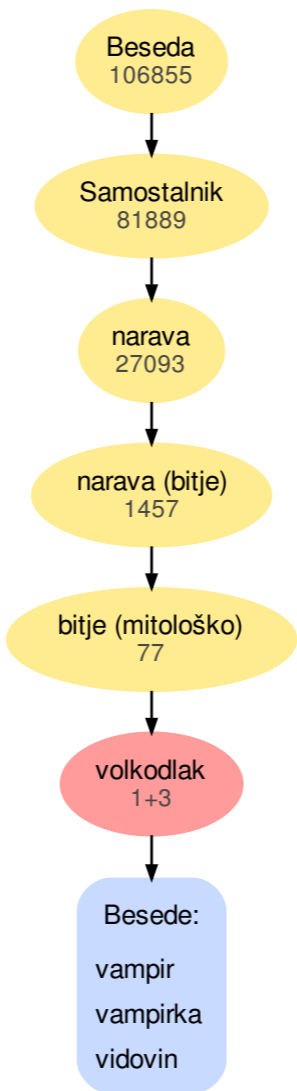 Beseda
106855
Samostalnik
81889
narava
27093
narava (bitje)
1457
bitje (mitološko)
77
volkodlak
1+3
Besede:
vampir
vampirka
vidovin